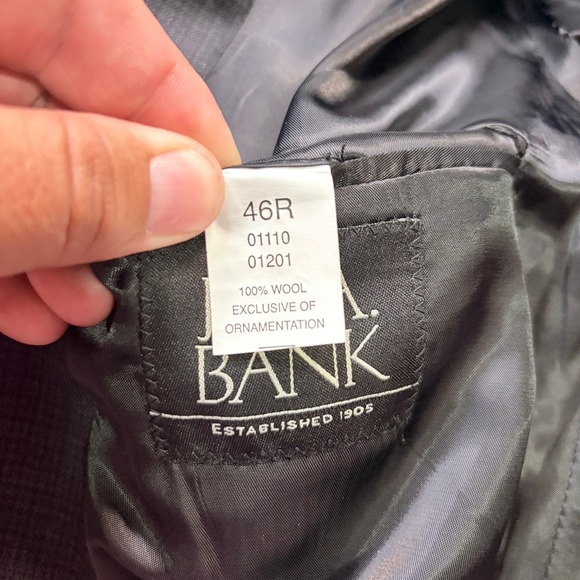 46R
01110
01201
100% WOOL
EXCLUSIVE OF
ORNAMENTATION
A.
BANK
ESTABLISHED 1905